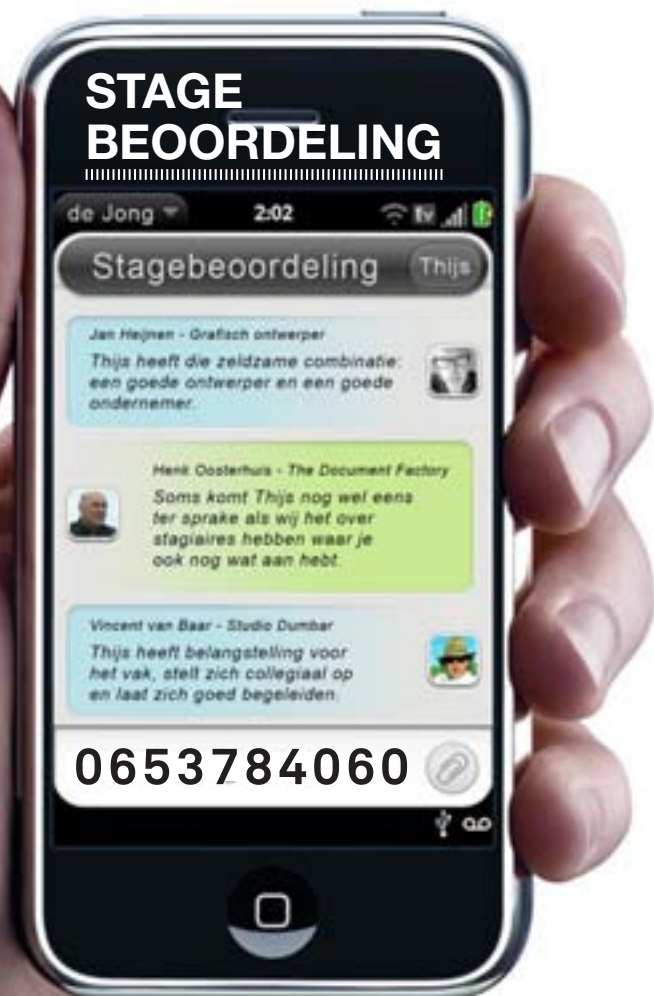 STAGE
BEOORDELING
de Jong 2:02
Stagebeoordeling Thijs
Jan Heijnen - Grafisch ontwerper
Thijs heeft die zeldzame combinatie:
een goede ontwerper en een goede
ondernemer.
Henk Oosterhuis - The Document Factory
Soms komt Thijs nog wel eens
ter sprake als wij het over
stagiaires hebben waar je
ook nog wat aan hebt.
Vincent van Baar - Studio Dumbar
Thijs heeft belangstelling voor
het vak, stelt zich collegiaal op
en laat zich goed begeleiden.
0653784060